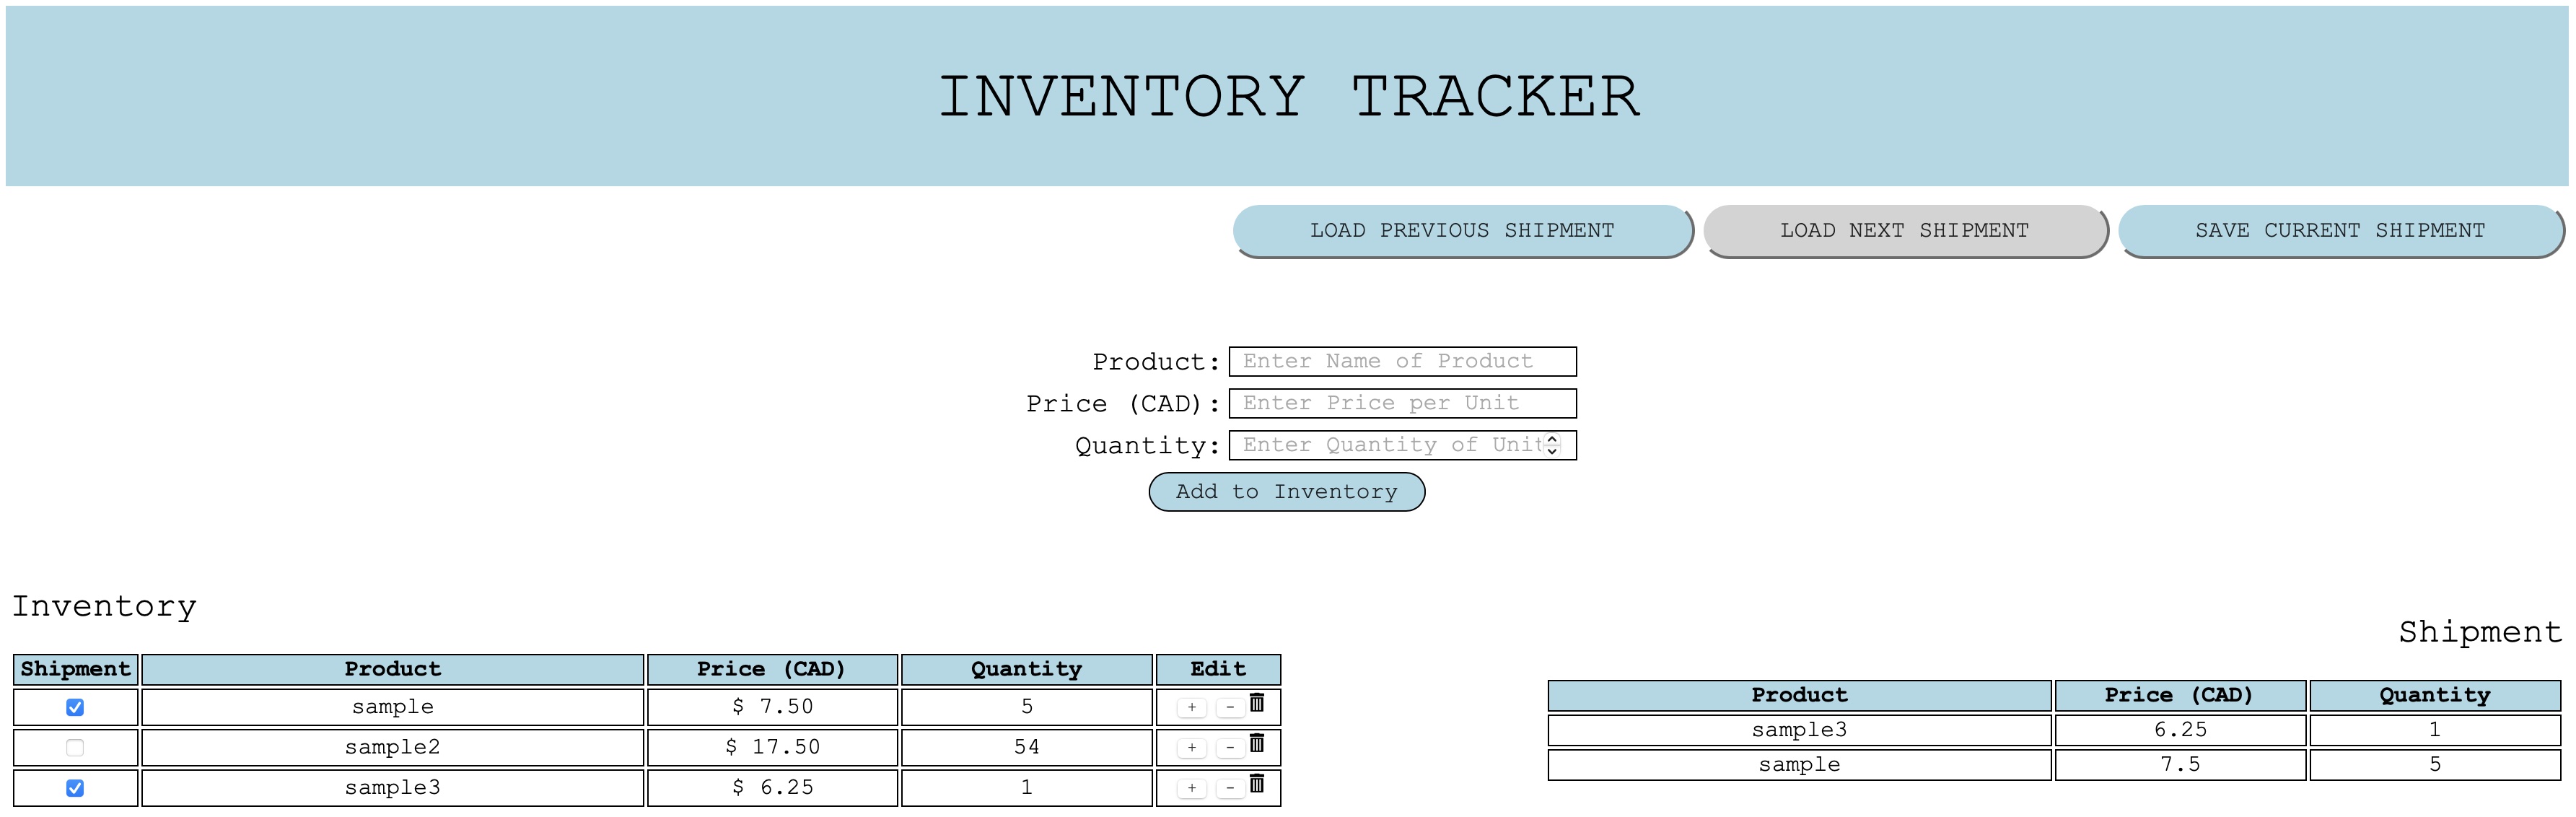 INVENTORY TRACKER
LOAD PREVIOUS SHIPMENT LOAD NEXT SHIPMENT SAVE CURRENT SHIPMENT
Product: Enter Name of Product
Price (CAD): Enter Price per Unit
Quantity: Enter Quantity of Unit
Add to Inventory
Inventory
Shipment Product Price (CAD) Quantity Edit
sample $ 7.50 5 + -
sample2 $ 17.50 54 + -
sample3 $ 6.25 1 + -
Shipment
Product Price (CAD) Quantity
sample3 6.25 1
sample 7.5 5